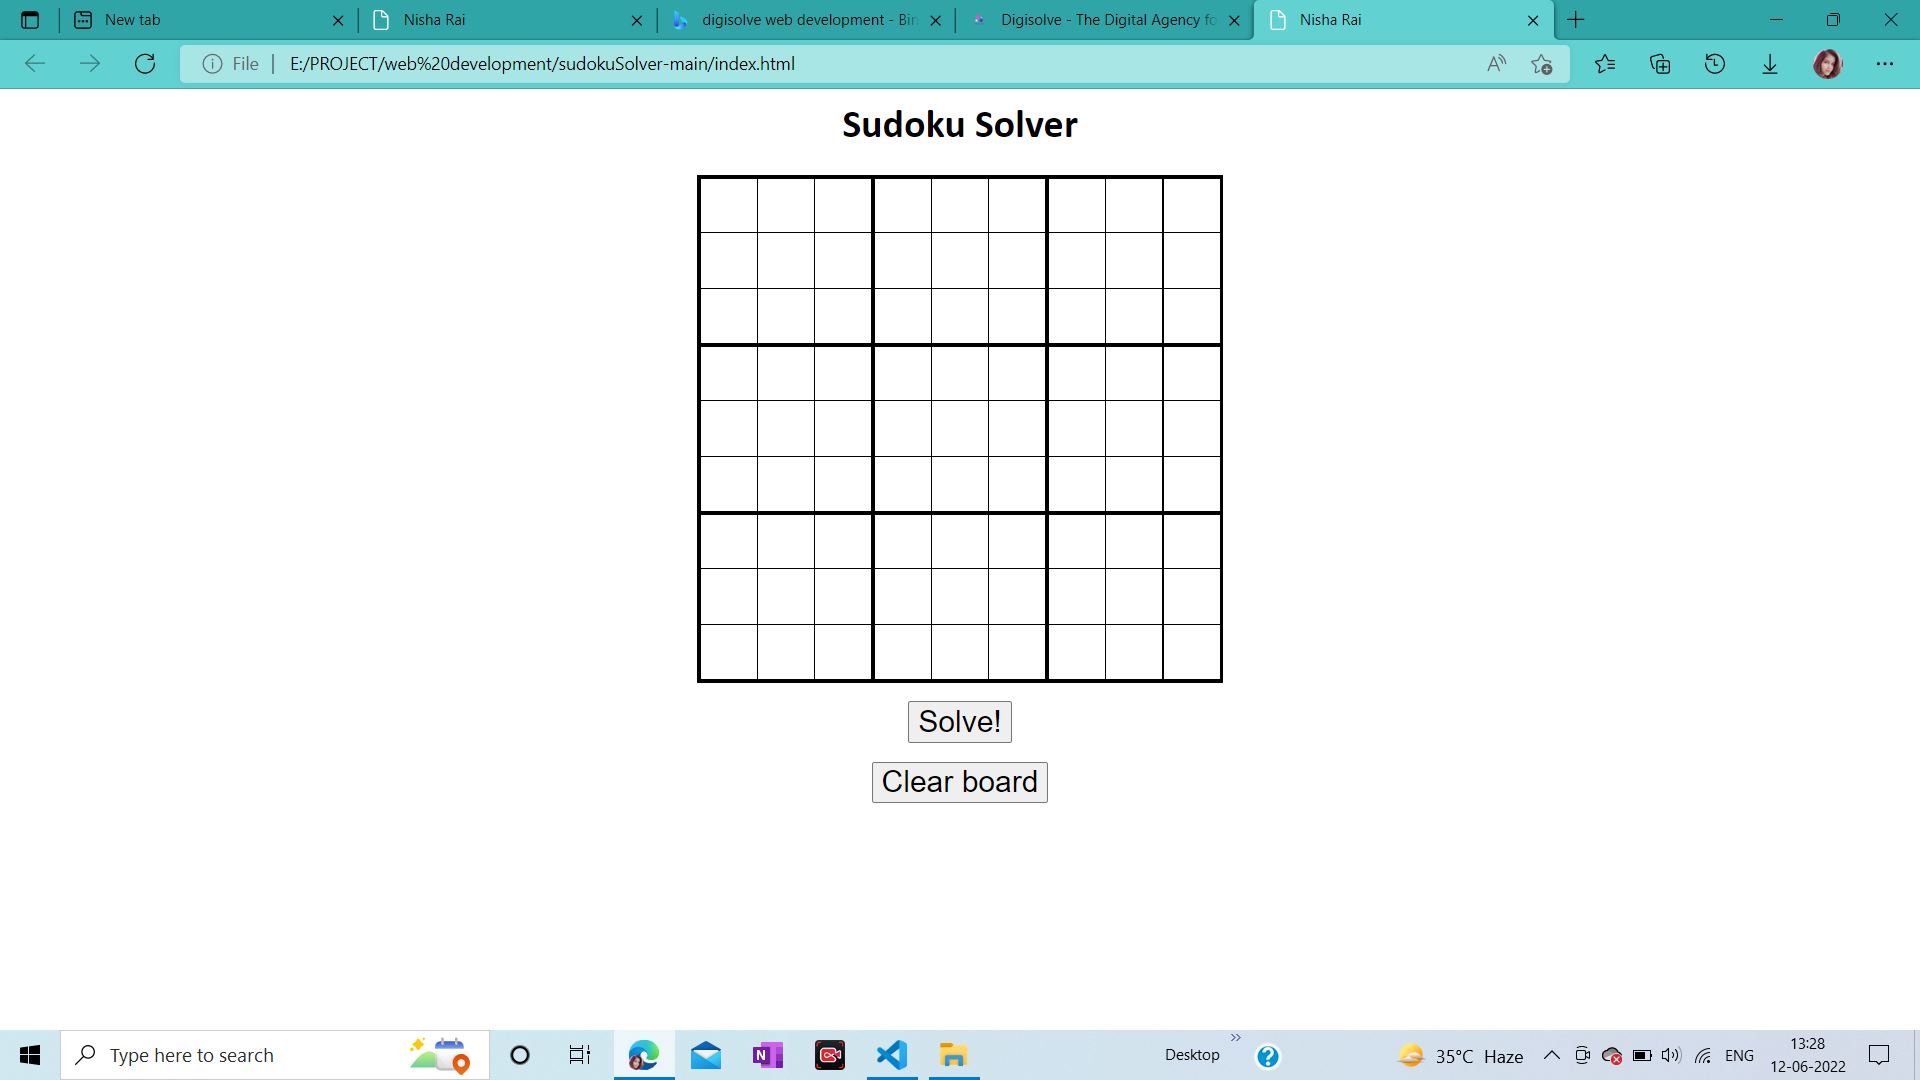 New tab
Nisha Rai
digisolve web development - Bin
Digisolve - The Digital Agency fo
Nisha Rai
File
E:/PROJECT/web%20development/sudokuSolver-main/index.html
Sudoku Solver
Solve!
Clear board
Type here to search
Desktop
35°C Haze
ENG
13:28
12-06-2022